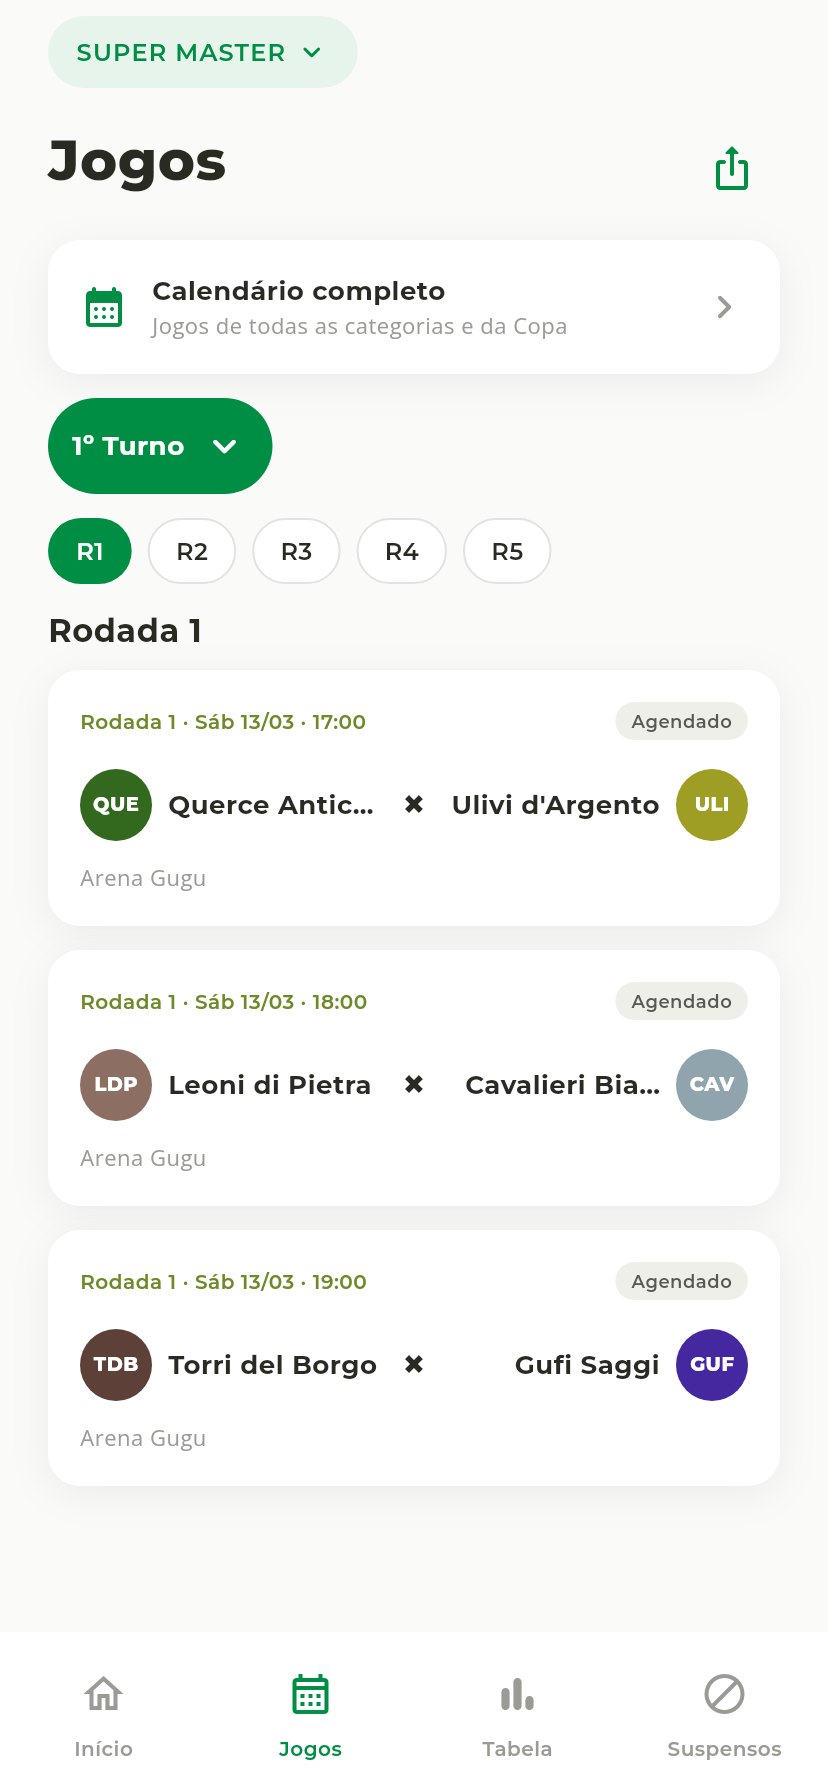 SUPER MASTER
Jogos
Calendário completo
Jogos de todas as categorias e da Copa
1º Turno
R1 R2 R3 R4 R5
Rodada 1
Rodada 1 · Sáb 13/03 · 17:00 Agendado
QUE Querce Antic... ✖ Ulivi d'Argento ULI
Arena Gugu
Rodada 1 · Sáb 13/03 · 18:00 Agendado
LDP Leoni di Pietra ✖ Cavalieri Bia... CAV
Arena Gugu
Rodada 1 · Sáb 13/03 · 19:00 Agendado
TDB Torri del Borgo ✖ Gufi Saggi GUF
Arena Gugu
Início Jogos Tabela Suspensos